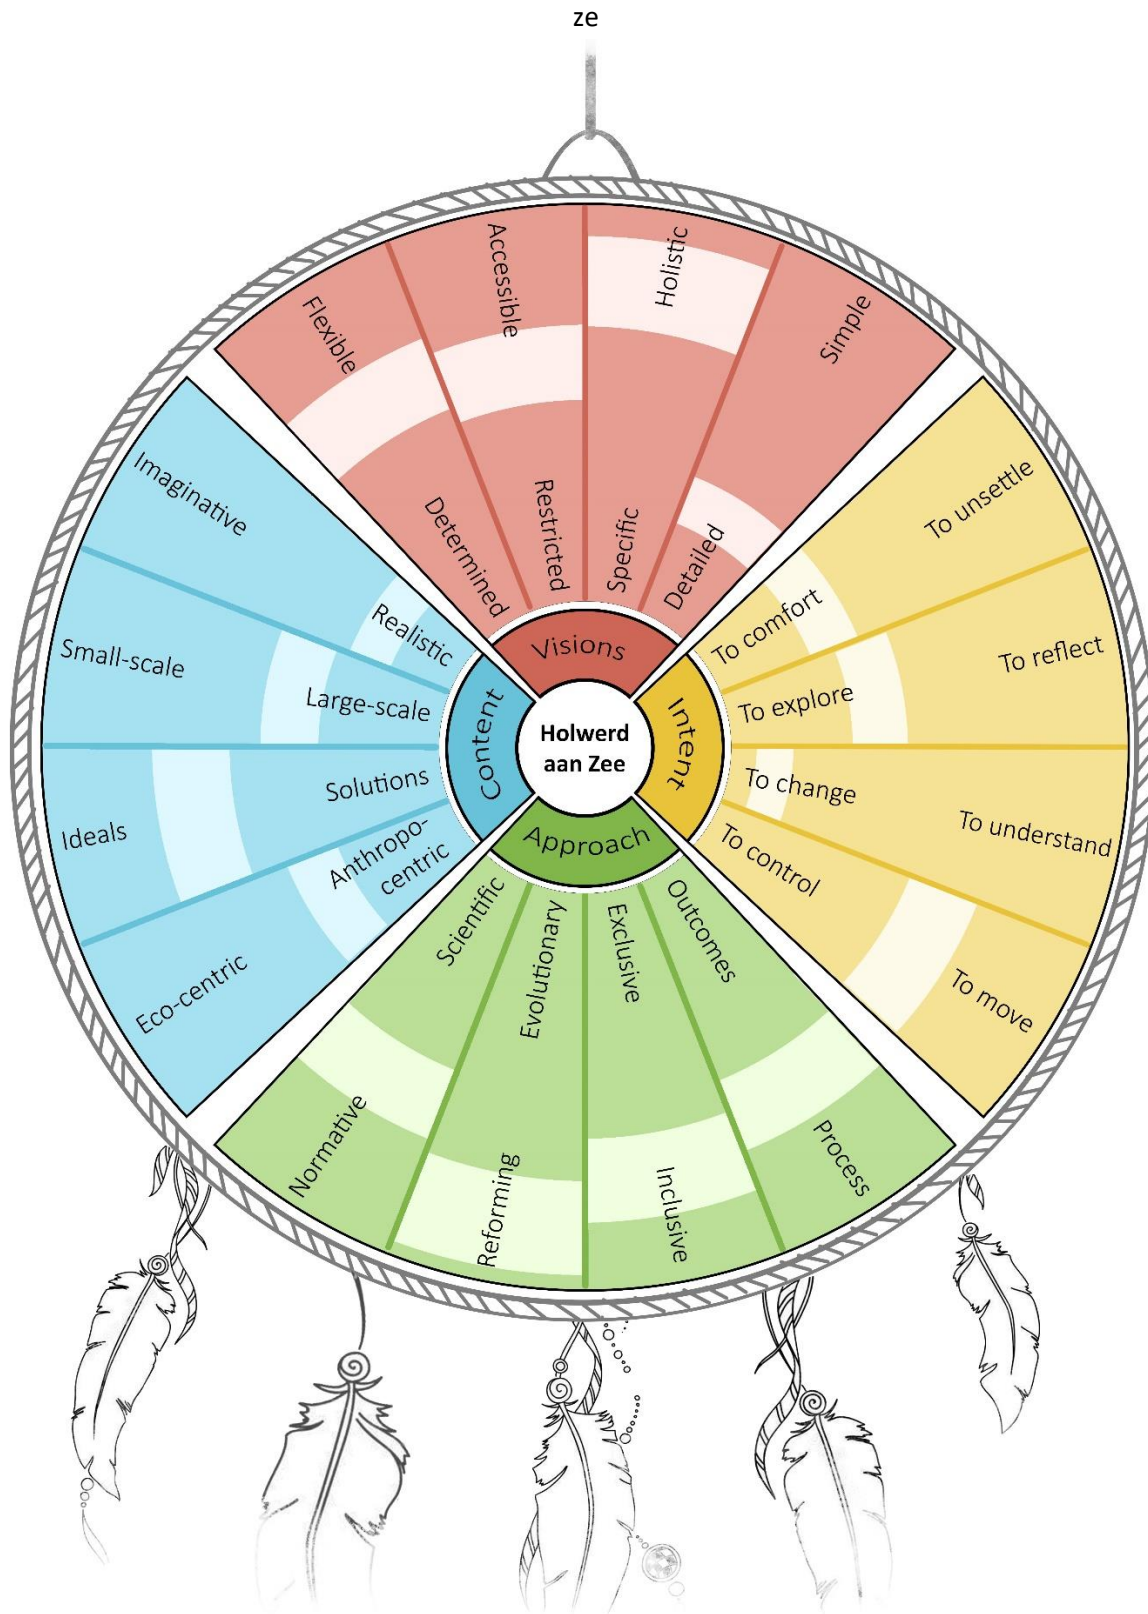 ze
Flexible
Accessible
Holistic
Simple
Determined
Restricted
Specific
Detailed
Visions
Imaginative
Small-scale
Ideals
Eco-centric
Realistic
Large-scale
Solutions
Anthropo-
centric
Content
Holwerd
aan Zee
Intent
To comfort
To explore
To change
To control
To unsettle
To reflect
To understand
To move
Approach
Scientific
Evolutionary
Exclusive
Outcomes
Normative
Reforming
Inclusive
Process